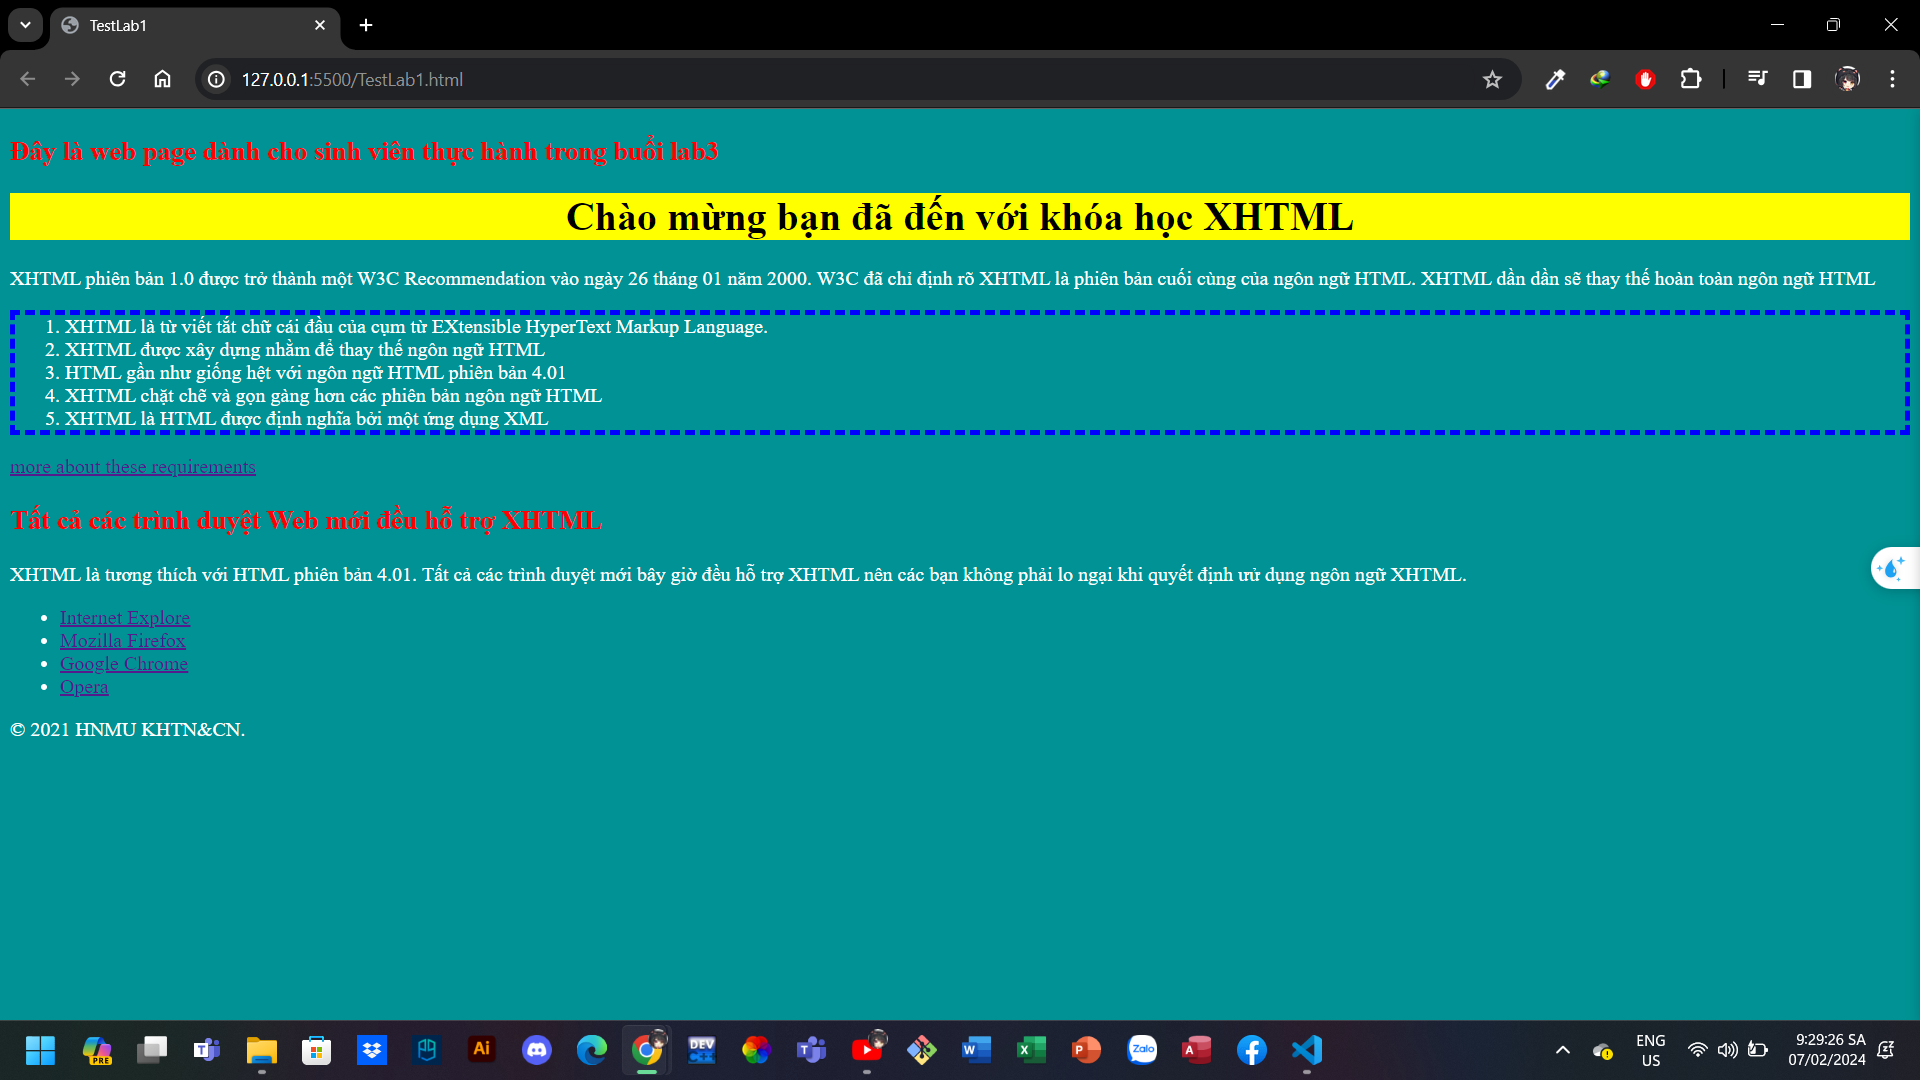 TestLab1
127.0.0.1:5500/TestLab1.html
Đây là web page dành cho sinh viên thực hành trong buổi lab3
Chào mừng bạn đã đến với khóa học XHTML
XHTML phiên bản 1.0 được trở thành một W3C Recommendation vào ngày 26 tháng 01 năm 2000. W3C đã chỉ định rõ XHTML là phiên bản cuối cùng của ngôn ngữ HTML. XHTML dần dần sẽ thay thế hoàn toàn ngôn ngữ HTML
1. XHTML là từ viết tắt chữ cái đầu của cụm từ EXtensible HyperText Markup Language.
2. XHTML được xây dựng nhằm để thay thế ngôn ngữ HTML
3. HTML gần như giống hệt với ngôn ngữ HTML phiên bản 4.01
4. XHTML chặt chẽ và gọn gàng hơn các phiên bản ngôn ngữ HTML
5. XHTML là HTML được định nghĩa bởi một ứng dụng XML
more about these requirements
Tất cả các trình duyệt Web mới đều hỗ trợ XHTML
XHTML là tương thích với HTML phiên bản 4.01. Tất cả các trình duyệt mới bây giờ đều hỗ trợ XHTML nên các bạn không phải lo ngại khi quyết định ưử dụng ngôn ngữ XHTML.
• Internet Explore
• Mozilla Firefox
• Google Chrome
• Opera
© 2021 HNMU KHTN&CN.
PRE
T
Ai
DEV
C++
T
W
X
P
Zalo
A
ENG
US
9:29:26 SA
07/02/2024